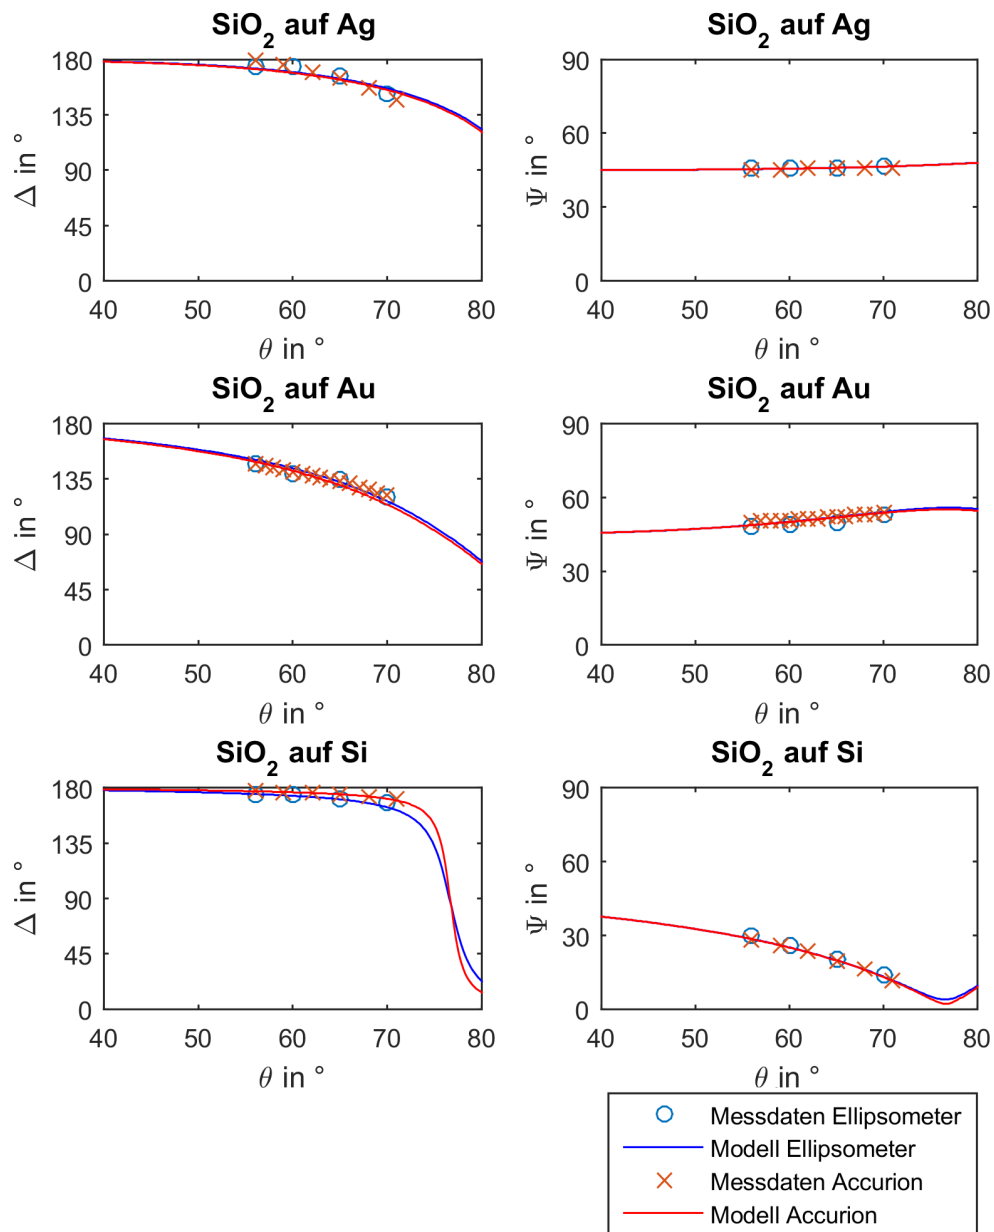 SiO2 auf Ag
SiO2 auf Ag
180
135
90
45
0
Δ in °
40 50 60 70 80
θ in °
90
60
30
0
Ψ in °
40 50 60 70 80
θ in °
SiO2 auf Au
SiO2 auf Au
180
135
90
45
0
Δ in °
40 50 60 70 80
θ in °
90
60
30
0
Ψ in °
40 50 60 70 80
θ in °
SiO2 auf Si
SiO2 auf Si
180
135
90
45
0
Δ in °
40 50 60 70 80
θ in °
90
60
30
0
Ψ in °
40 50 60 70 80
θ in °
Messdaten Ellipsometer
Modell Ellipsometer
Messdaten Accurion
Modell Accurion